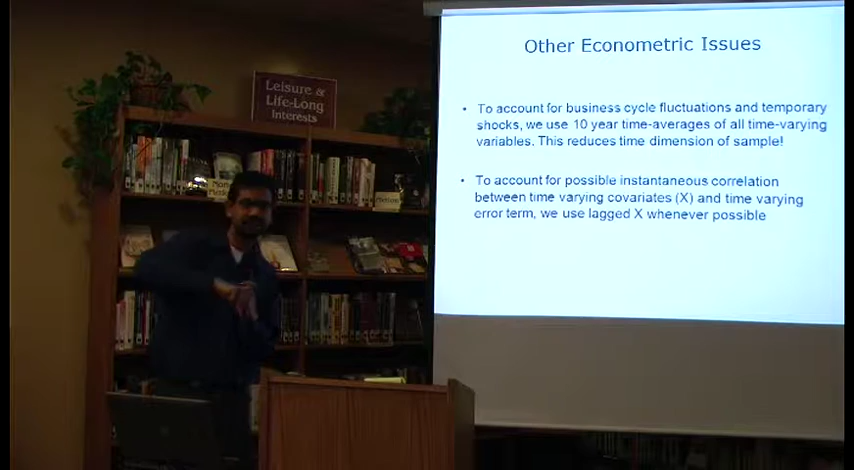 Other Econometric Issues
• To account for business cycle fluctuations and temporary
shocks, we use 10 year time-averages of all time-varying
variables. This reduces time dimension of sample!
• To account for possible instantaneous correlation
between time varying covariates (X) and time varying
error term, we use lagged X whenever possible
Leisure &
Life-Long
Interests